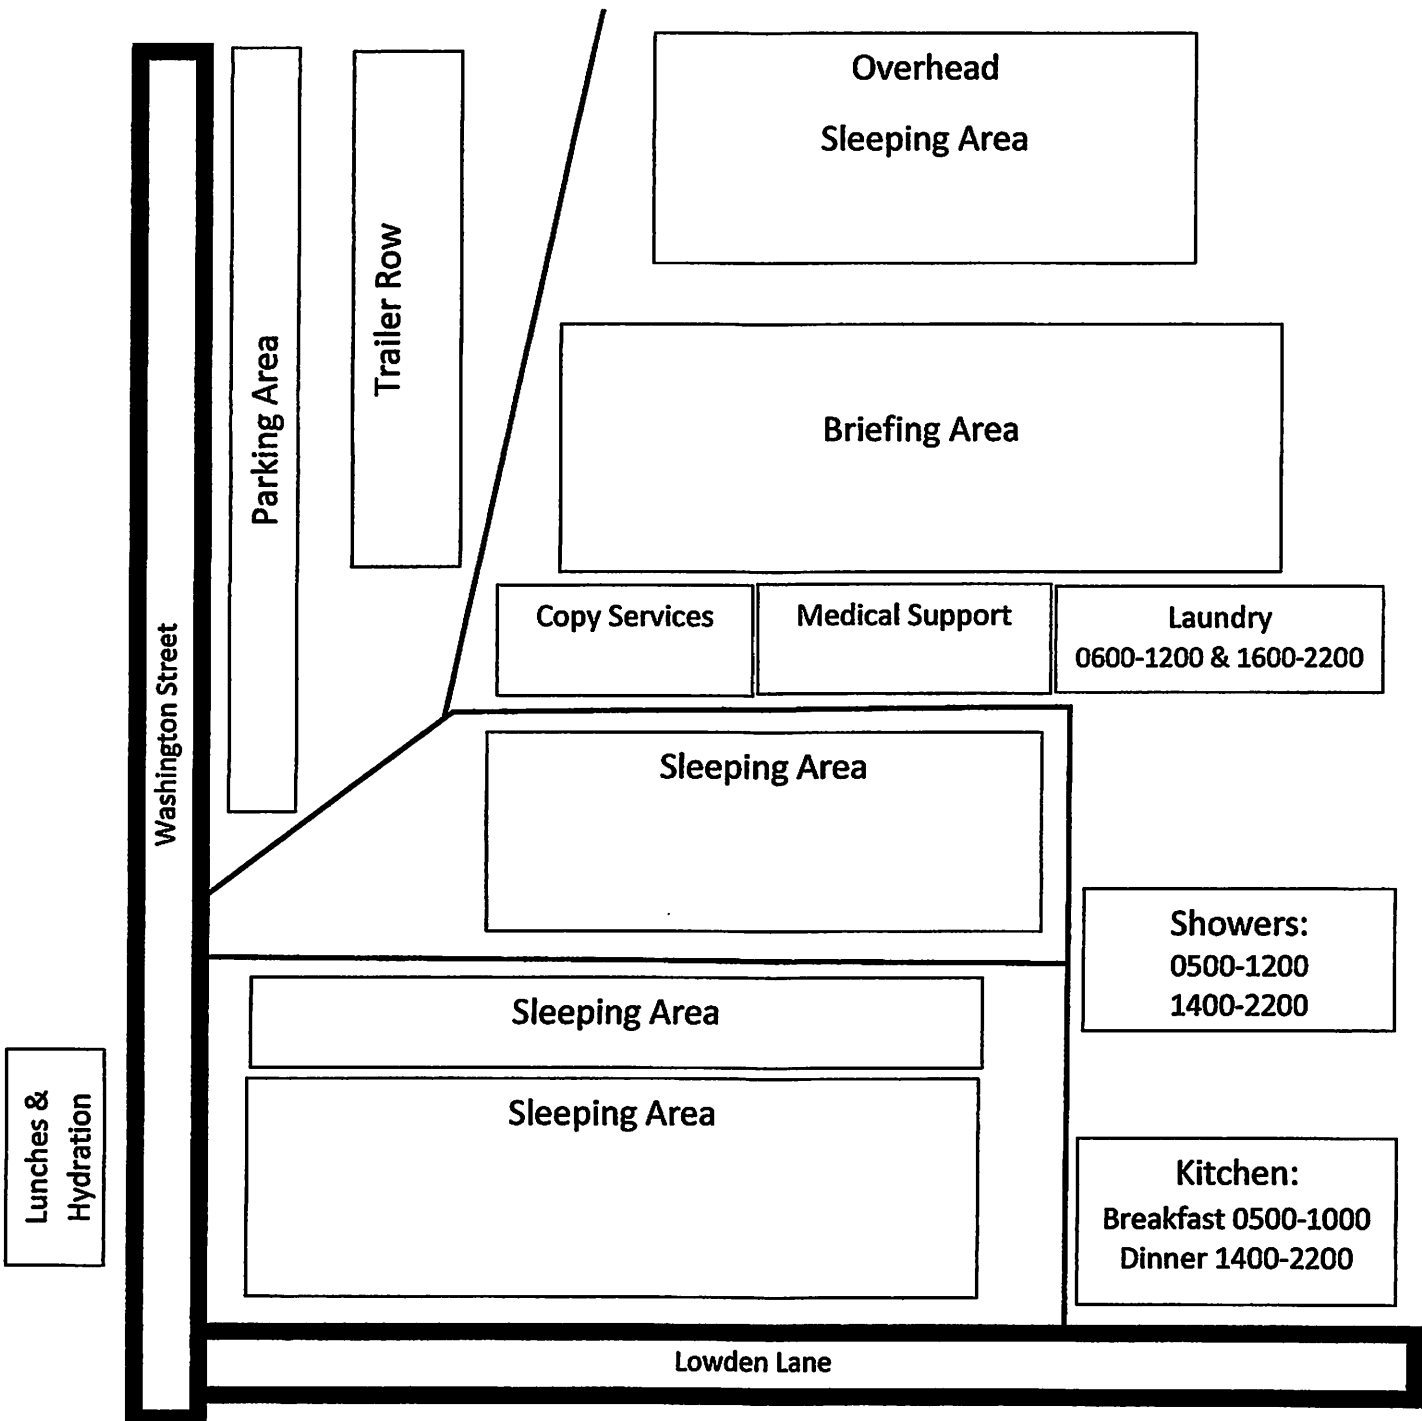 Overhead
Sleeping Area
Trailer Row
Parking Area
Briefing Area
Copy Services
Medical Support
Laundry
0600-1200 & 1600-2200
Washington Street
Sleeping Area
Showers:
0500-1200
1400-2200
Sleeping Area
Lunches &
Hydration
Sleeping Area
Kitchen:
Breakfast 0500-1000
Dinner 1400-2200
Lowden Lane